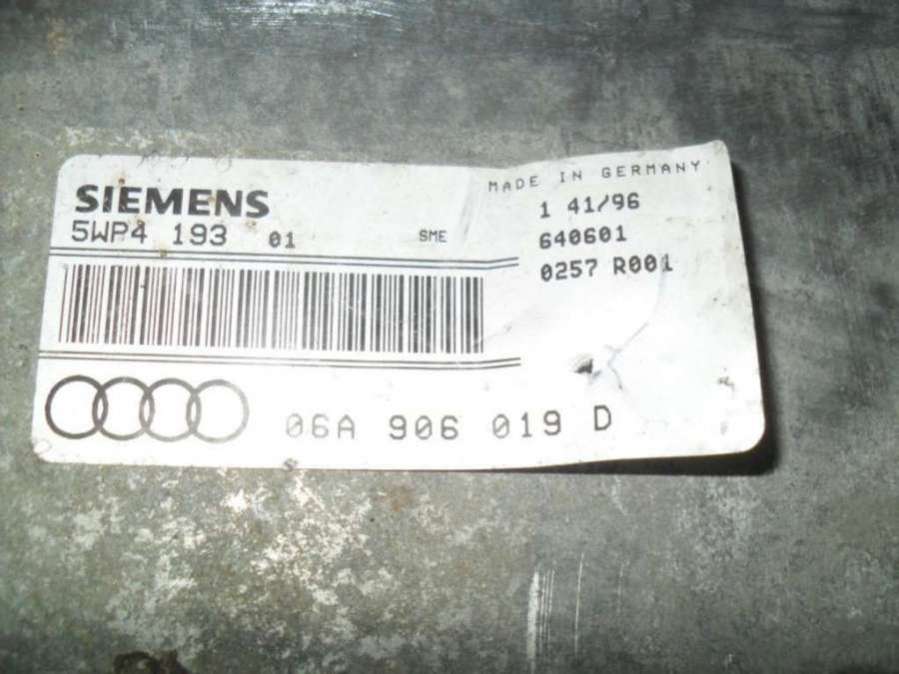 MADE IN GERMANY
SIEMENS
1 41/96
5WP4 193 01 SME
640601
0257 R001
06A 906 019 D